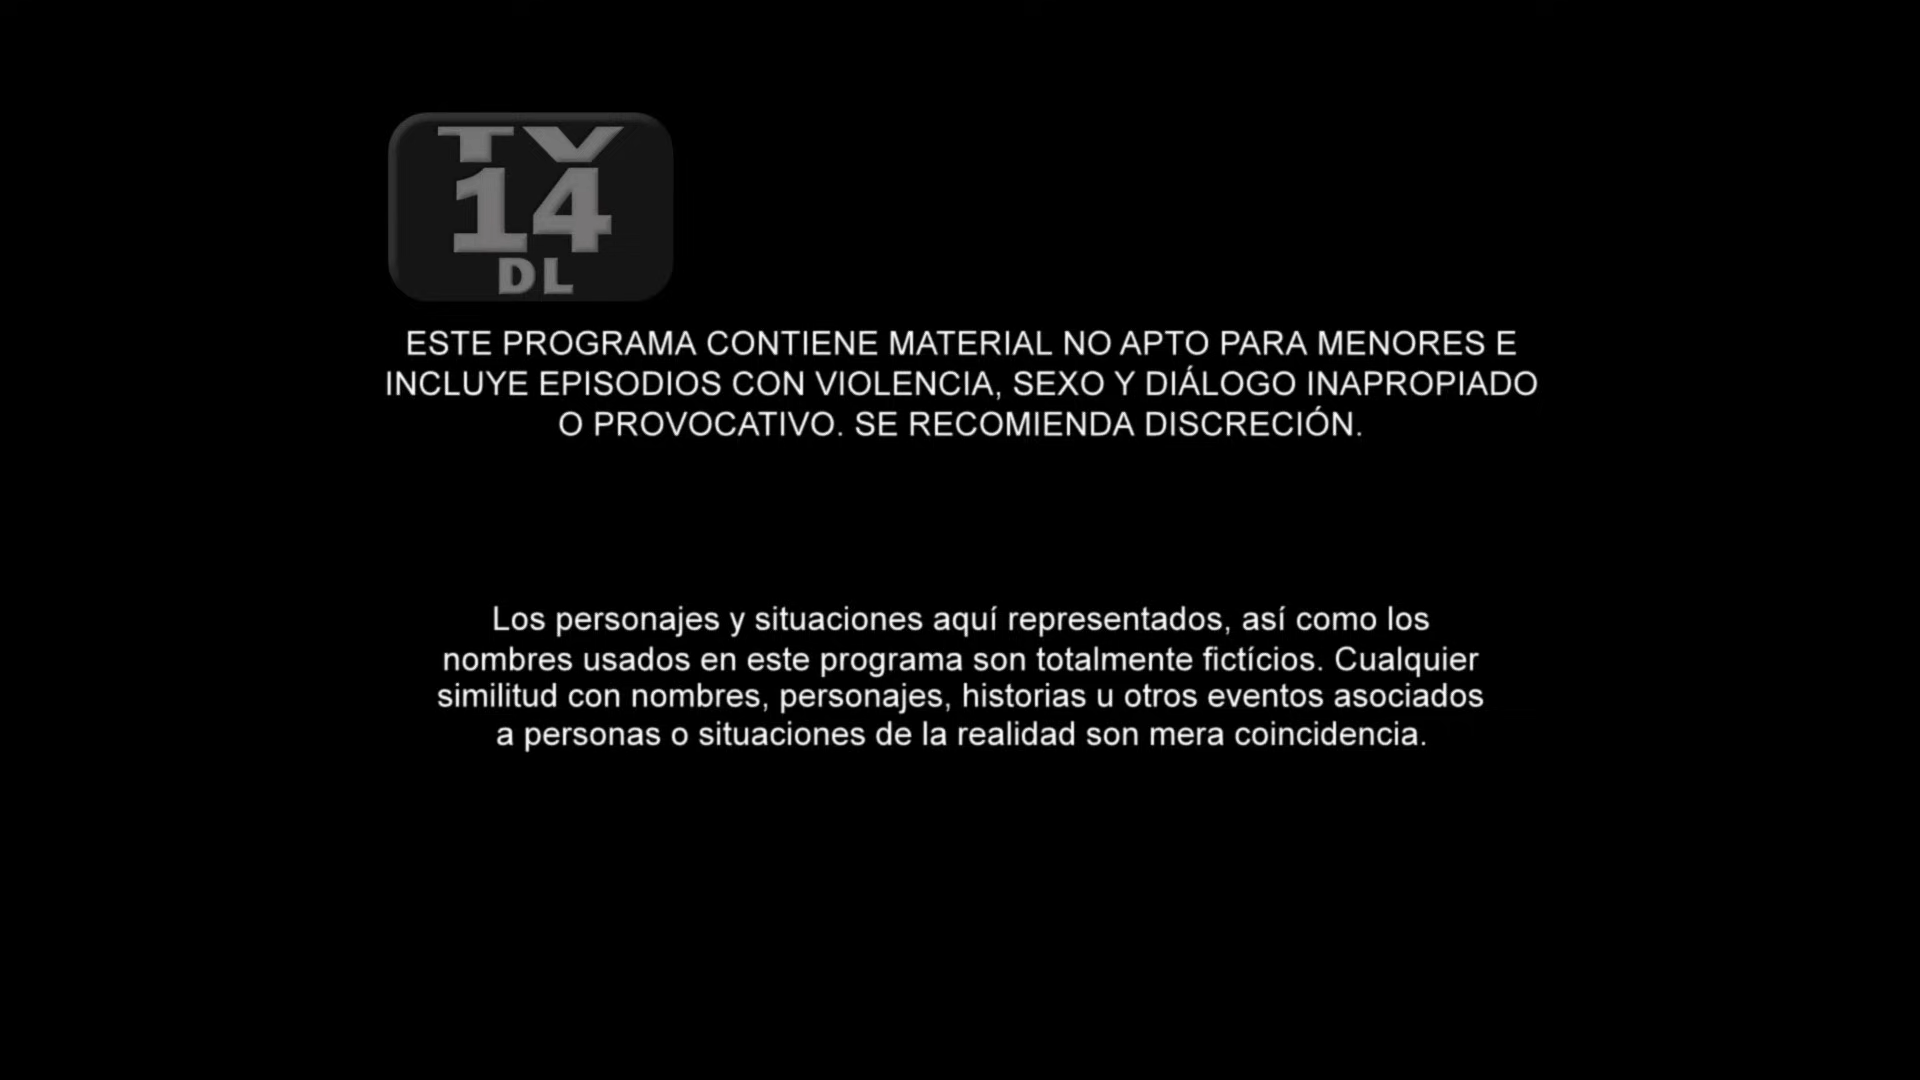 TV
14
DL
ESTE PROGRAMA CONTIENE MATERIAL NO APTO PARA MENORES E
INCLUYE EPISODIOS CON VIOLENCIA, SEXO Y DIÁLOGO INAPROPIADO
O PROVOCATIVO. SE RECOMIENDA DISCRECIÓN.
Los personajes y situaciones aquí representados, así como los
nombres usados en este programa son totalmente fictícios. Cualquier
similitud con nombres, personajes, historias u otros eventos asociados
a personas o situaciones de la realidad son mera coincidencia.